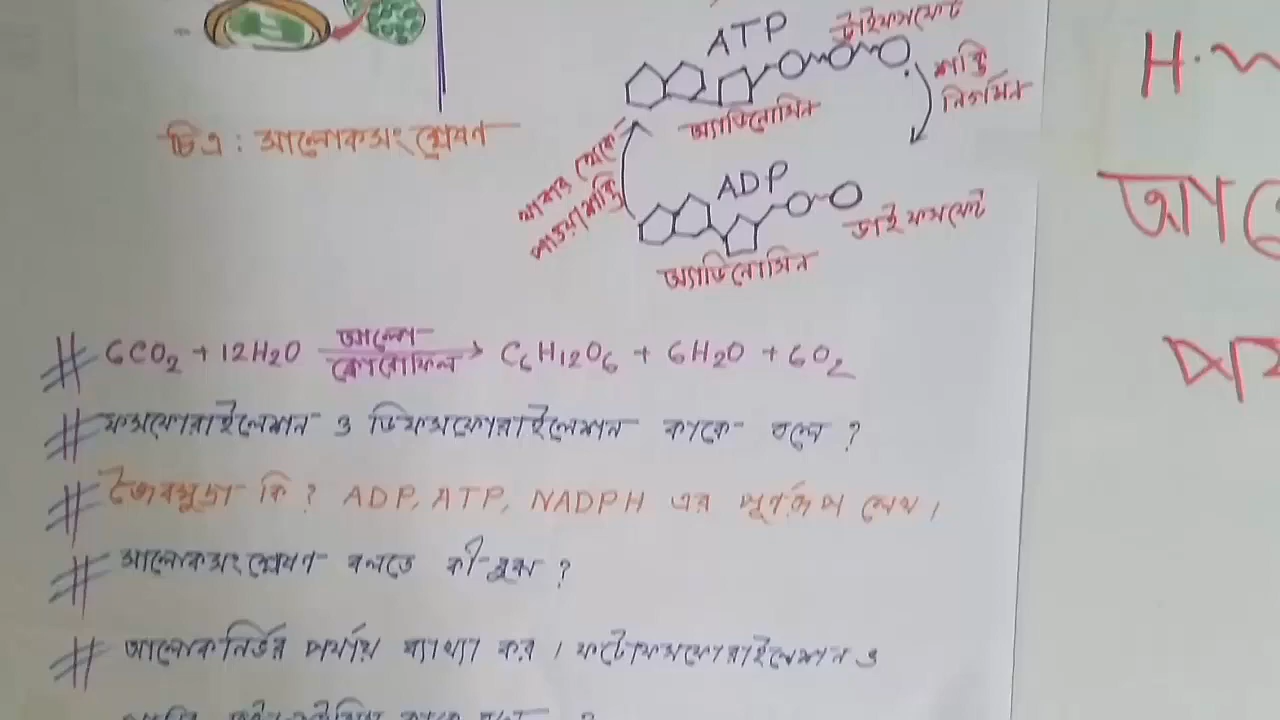 ATP
ট্রাইফসফেট
শক্তি
নির্গমন
অ্যাডিনোসিন
চিত্র : আলোকসংশ্লেষণ
খাবার থেকে
পাওয়া শক্তি
ADP
ডাইফসফেট
অ্যাডিনোসিন
H.
# 6CO2 + 12H2O আলো ক্লোরোফিল → C6H12O6 + 6H2O + 6O2
# ফসফোরাইলেশন ও ডিফসফোরাইলেশন কাকে বলে ?
# জৈবমুদ্রা কি ? ADP, ATP, NADPH এর পূর্ণরূপ লেখ।
# আলোকসংশ্লেষণ বলতে কী বুঝ ?
# আলোকনির্ভর পর্যায় ব্যাখ্যা কর। ফটোফসফোরাইলেশন ও